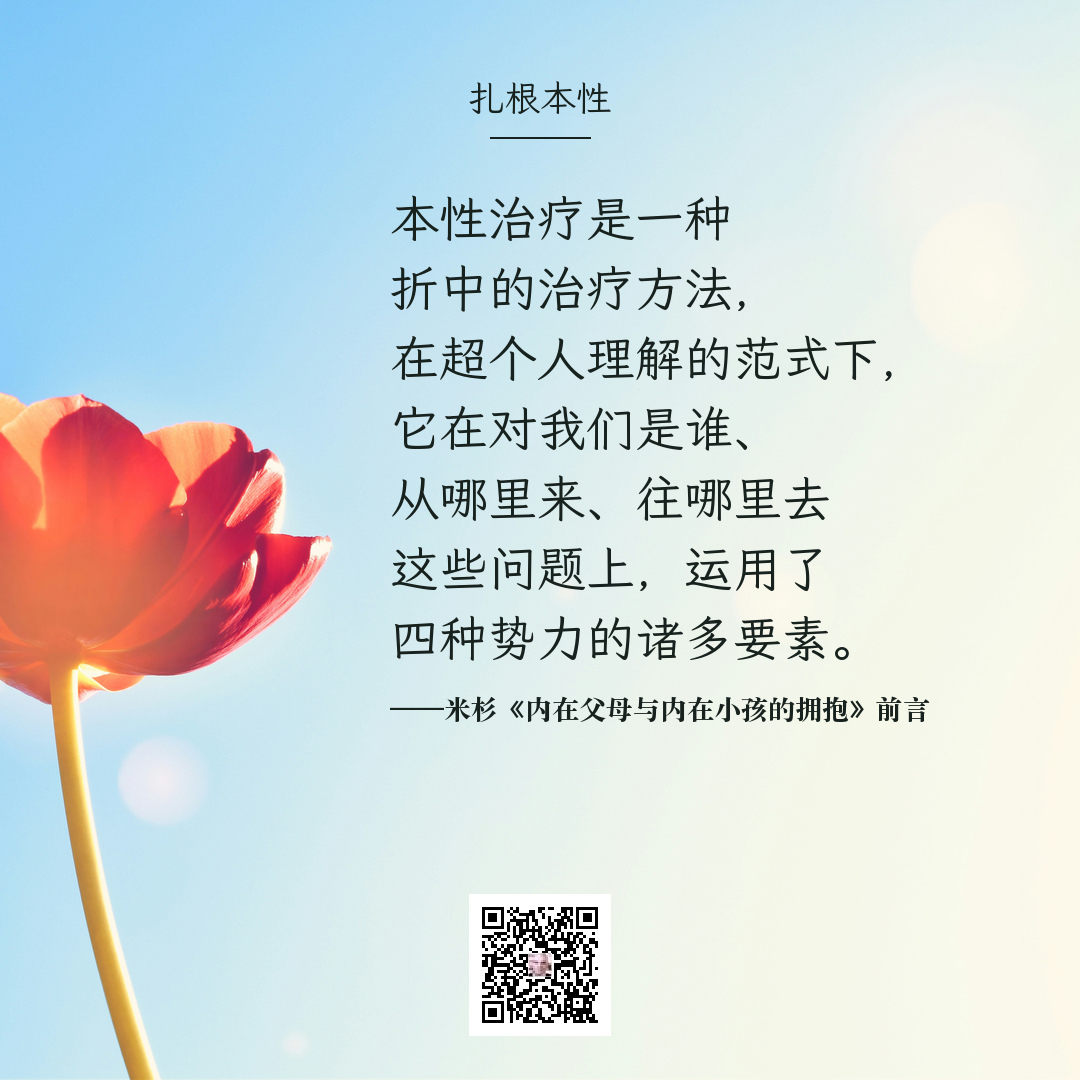 扎根本性
本性治疗是一种
折中的治疗方法，
在超个人理解的范式下，
它在对我们是谁、
从哪里来、往哪里去
这些问题上，运用了
四种势力的诸多要素。
——米杉《内在父母与内在小孩的拥抱》前言